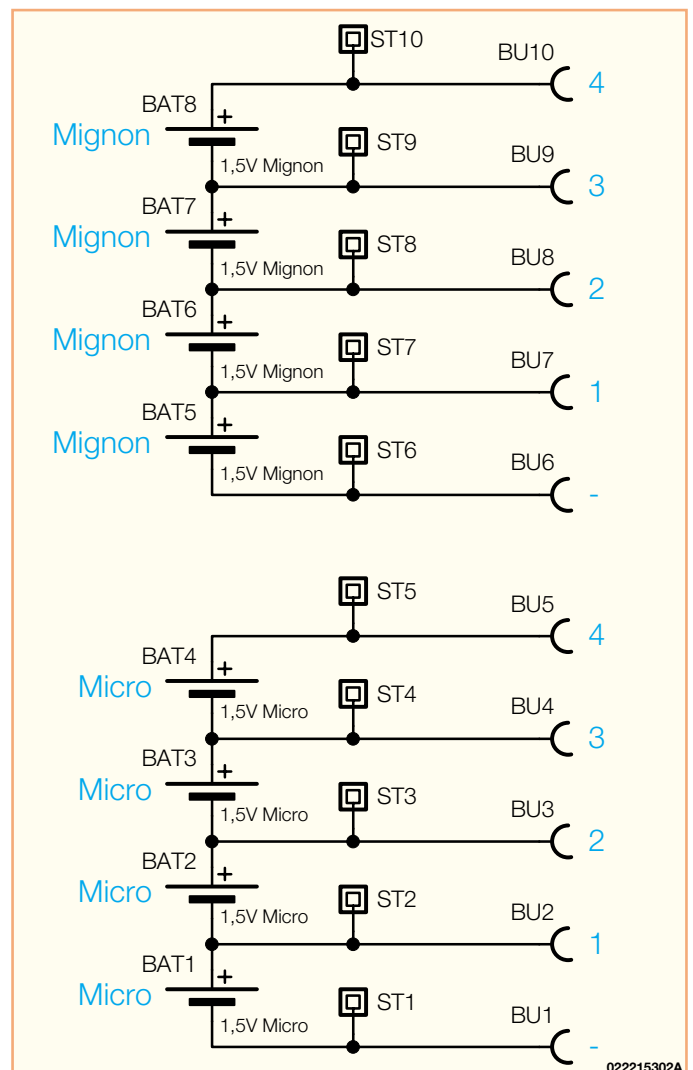 ST10
BU10
4
BAT8
+
Mignon
1,5V Mignon
ST9
BU9
3
BAT7
+
Mignon
1,5V Mignon
ST8
BU8
2
BAT6
+
Mignon
1,5V Mignon
ST7
BU7
1
BAT5
+
Mignon
1,5V Mignon
ST6
BU6
-
ST5
BU5
4
BAT4
+
Micro
1,5V Micro
ST4
BU4
3
BAT3
+
Micro
1,5V Micro
ST3
BU3
2
BAT2
+
Micro
1,5V Micro
ST2
BU2
1
BAT1
+
Micro
1,5V Micro
ST1
BU1
-
022215302A